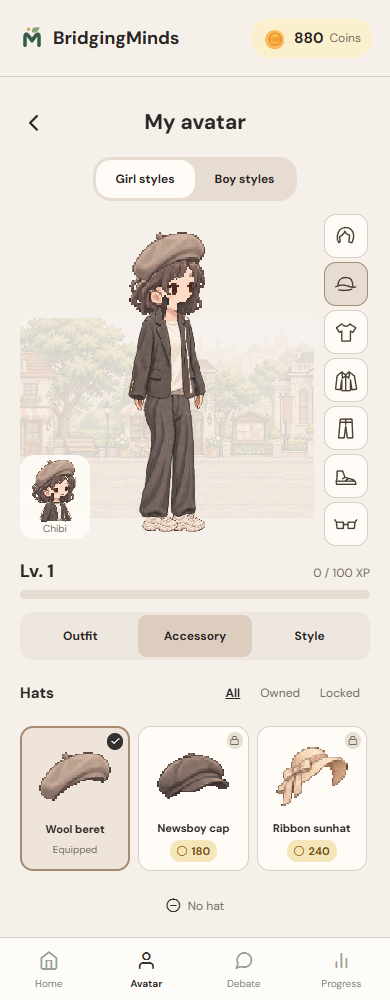 BridgingMinds
880 Coins
My avatar
Girl styles
Boy styles
Chibi
Lv. 1
0 / 100 XP
Outfit
Accessory
Style
Hats
All
Owned
Locked
Wool beret
Equipped
Newsboy cap
180
Ribbon sunhat
240
No hat
Home
Avatar
Debate
Progress